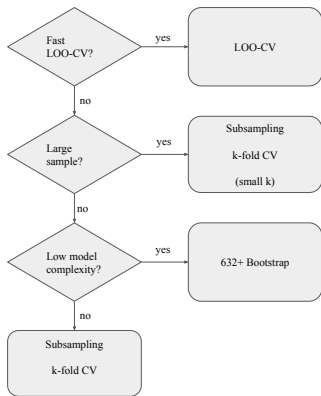 Fast
LOO-CV?
yes
LOO-CV
no
Large
sample?
yes
Subsampling
k-fold CV
(small k)
no
Low model
complexity?
yes
632+ Bootstrap
no
Subsampling
k-fold CV